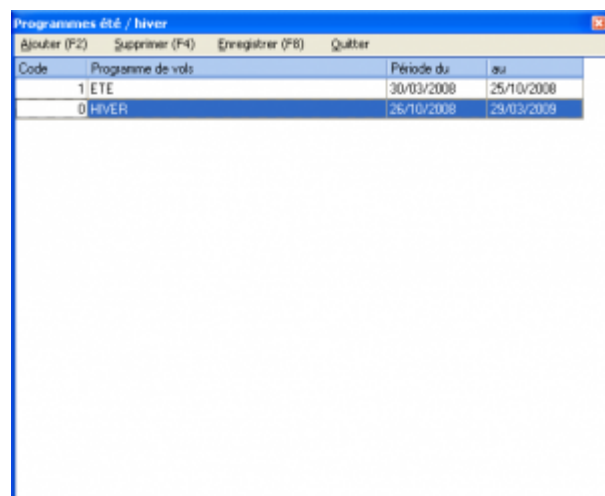 Programmes été / hiver
Ajouter (F2) Supprimer (F4) Enregistrer (F8) Quitter
Code Programme de vols Période du au
1 ETE 30/03/2008 25/10/2008
0 HIVER 26/10/2008 29/03/2009